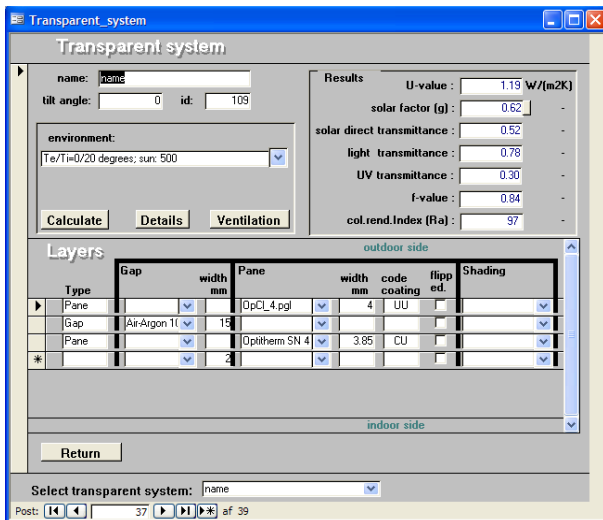 Transparent_system
Transparent system
name: name
tilt angle: 0 id: 109
environment:
Te/Ti=0/20 degrees; sun: 500
Calculate Details Ventilation
Results
U-value : 1.19 W/(m2K)
solar factor (g) : 0.62 -
solar direct transmittance : 0.52 -
light transmittance : 0.78 -
UV transmittance : 0.30 -
f-value : 0.84 -
col.rend.Index (Ra) : 97 -
Layers
outdoor side
Type Gap width mm Pane width mm code coating flipp ed. Shading
Pane OpCl_4.pgl 4 UU
Gap Air-Argon 1( 15
Pane Optitherm SN 4 3.85 CU
* 2
indoor side
Return
Select transparent system: name
Post: 37 af 39